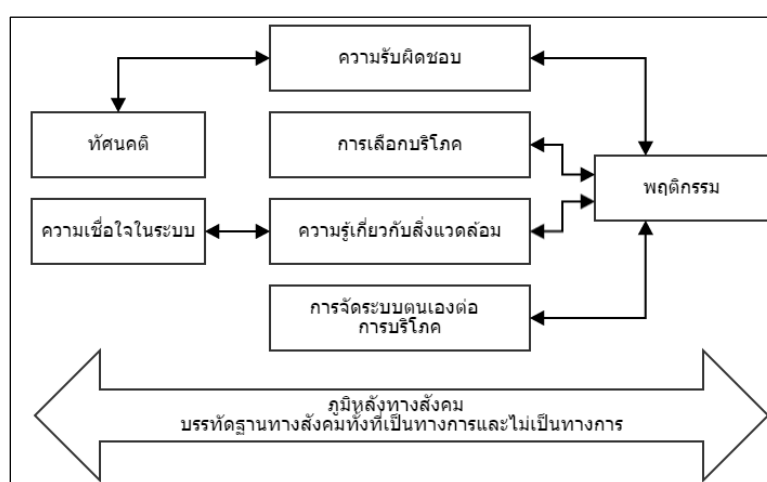 ความรับผิดชอบ
ทัศนคติ
การเลือกบริโภค
พฤติกรรม
ความเชื่อใจในระบบ
ความรู้เกี่ยวกับสิ่งแวดล้อม
การจัดระบบตนเองต่อ
การบริโภค
ภูมิหลังทางสังคม
บรรทัดฐานทางสังคมทั้งที่เป็นทางการและไม่เป็นทางการ